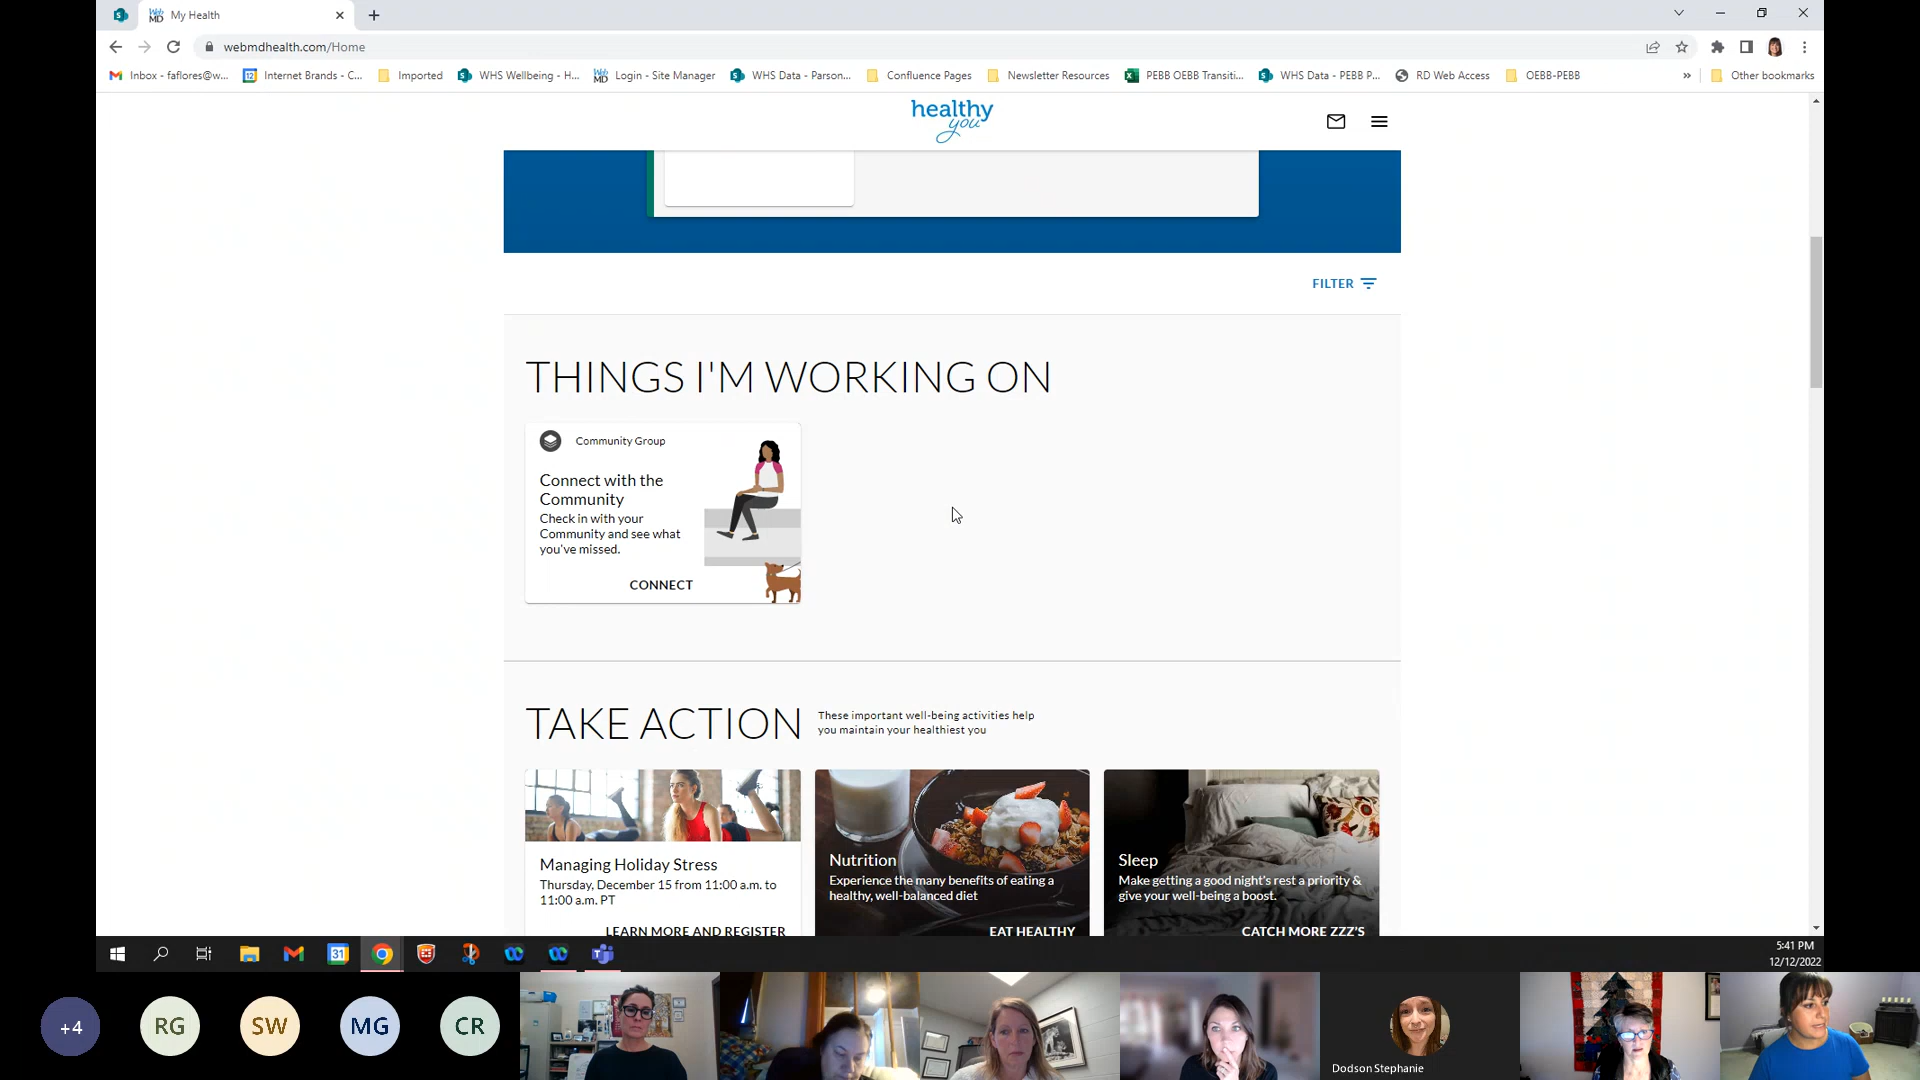 My Health
webmdhealth.com/Home
Inbox - faflores@w...
Internet Brands - C...
Imported
WHS Wellbeing - H...
Login - Site Manager
WHS Data - Parson...
Confluence Pages
Newsletter Resources
PEBB OEBB Transiti...
WHS Data - PEBB P...
RD Web Access
OEBB-PEBB
»
Other bookmarks
healthy
you
FILTER
THINGS I'M WORKING ON
Community Group
Connect with the
Community
Check in with your
Community and see what
you've missed.
CONNECT
TAKE ACTION
These important well-being activities help
you maintain your healthiest you
Managing Holiday Stress
Thursday, December 15 from 11:00 a.m. to
11:00 a.m. PT
LEARN MORE AND REGISTER
Nutrition
Experience the many benefits of eating a
healthy, well-balanced diet
EAT HEALTHY
Sleep
Make getting a good night's rest a priority &
give your well-being a boost.
CATCH MORE ZZZ'S
31
5:41 PM
12/12/2022
+4
RG
SW
MG
CR
Dodson Stephanie